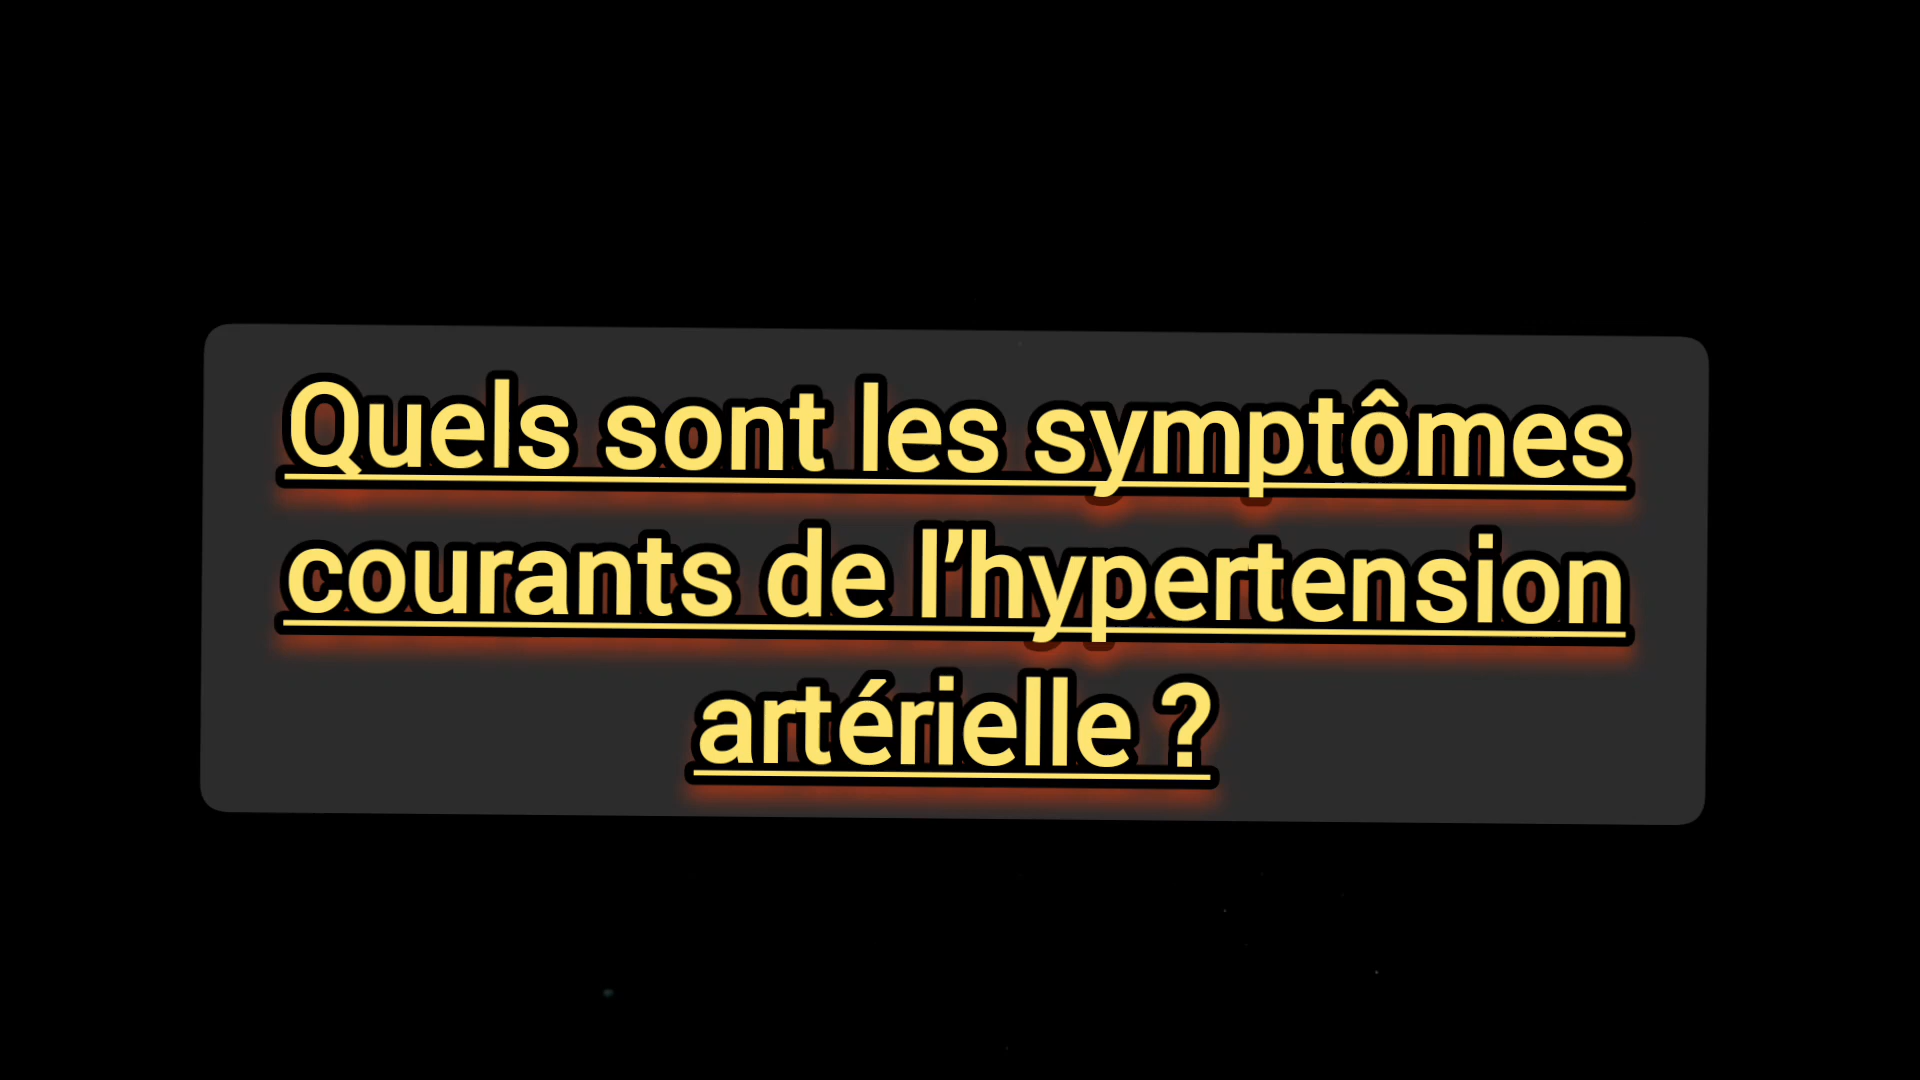 Quels sont les symptômes
courants de l’hypertension
artérielle ?